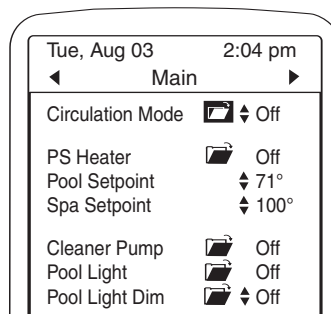 Tue, Aug 03 2:04 pm
Main
Circulation Mode Off
PS Heater Off
Pool Setpoint 71°
Spa Setpoint 100°
Cleaner Pump Off
Pool Light Off
Pool Light Dim Off